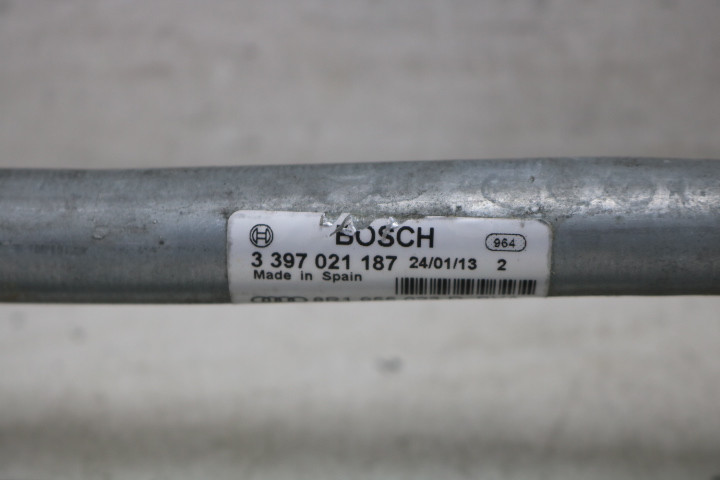 BOSCH 964
3 397 021 187 24/01/13 2
Made in Spain